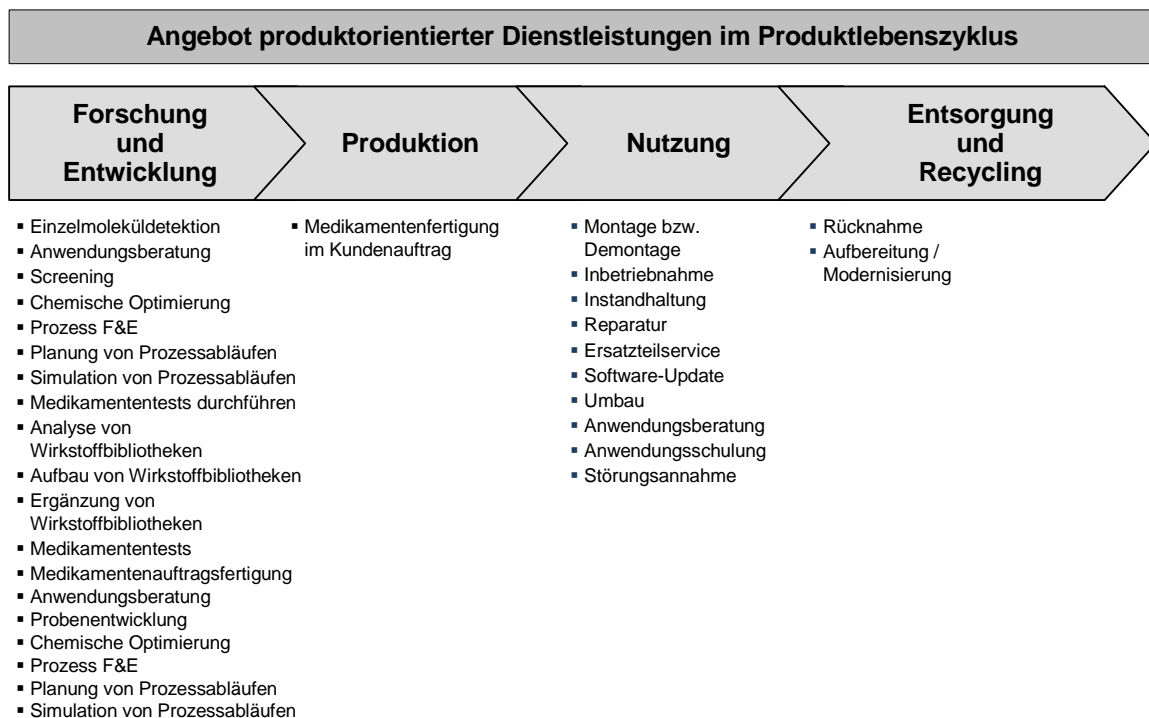 Angebot produktorientierter Dienstleistungen im Produktlebenszyklus
Forschung
und
Entwicklung
Produktion
Nutzung
Entsorgung
und
Recycling
▪ Einzelmoleküldetektion
▪ Anwendungsberatung
▪ Screening
▪ Chemische Optimierung
▪ Prozess F&E
▪ Planung von Prozessabläufen
▪ Simulation von Prozessabläufen
▪ Medikamententests durchführen
▪ Analyse von
Wirkstoffbibliotheken
▪ Aufbau von Wirkstoffbibliotheken
▪ Ergänzung von
Wirkstoffbibliotheken
▪ Medikamententests
▪ Medikamentenauftragsfertigung
▪ Anwendungsberatung
▪ Probenentwicklung
▪ Chemische Optimierung
▪ Prozess F&E
▪ Planung von Prozessabläufen
▪ Simulation von Prozessabläufen
▪ Medikamentenfertigung
im Kundenauftrag
▪ Montage bzw.
Demontage
▪ Inbetriebnahme
▪ Instandhaltung
▪ Reparatur
▪ Ersatzteilservice
▪ Software-Update
▪ Umbau
▪ Anwendungsberatung
▪ Anwendungsschulung
▪ Störungsannahme
▪ Rücknahme
▪ Aufbereitung /
Modernisierung